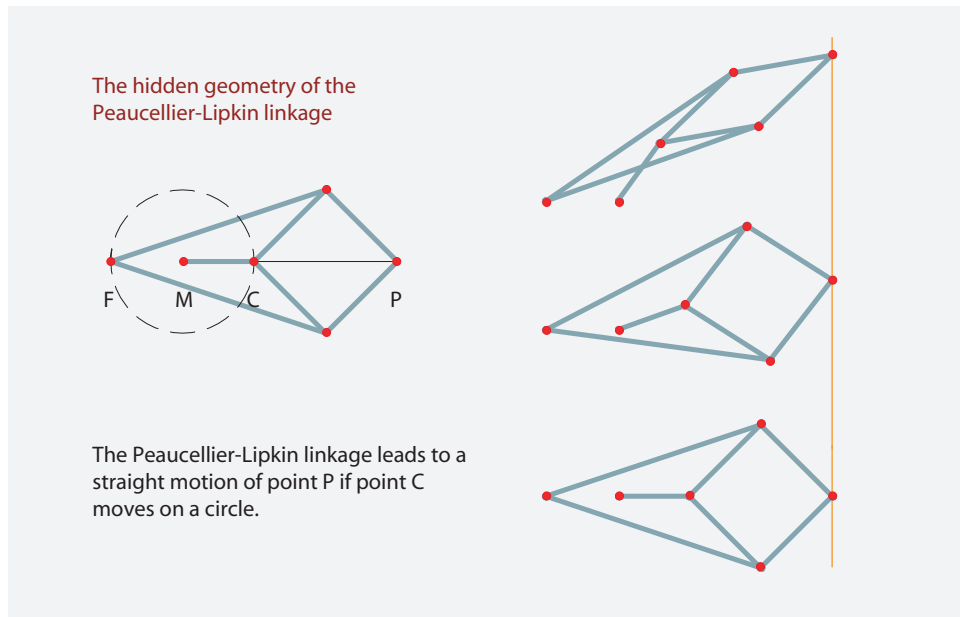 The hidden geometry of the
Peaucellier-Lipkin linkage
F M C P
The Peaucellier-Lipkin linkage leads to a
straight motion of point P if point C
moves on a circle.